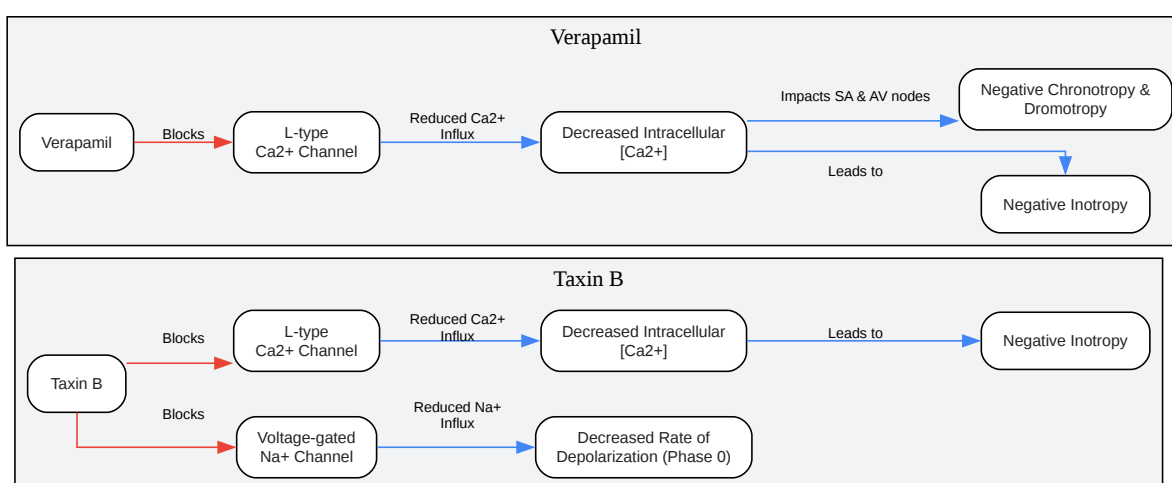 Verapamil
Impacts SA & AV nodes
Negative Chronotropy &
Dromotropy
Verapamil
Blocks
L-type
Ca2+ Channel
Reduced Ca2+
Influx
Decreased Intracellular
[Ca2+]
Leads to
Negative Inotropy
Taxin B
Taxin B
Blocks
L-type
Ca2+ Channel
Reduced Ca2+
Influx
Decreased Intracellular
[Ca2+]
Leads to
Negative Inotropy
Blocks
Voltage-gated
Na+ Channel
Reduced Na+
Influx
Decreased Rate of
Depolarization (Phase 0)